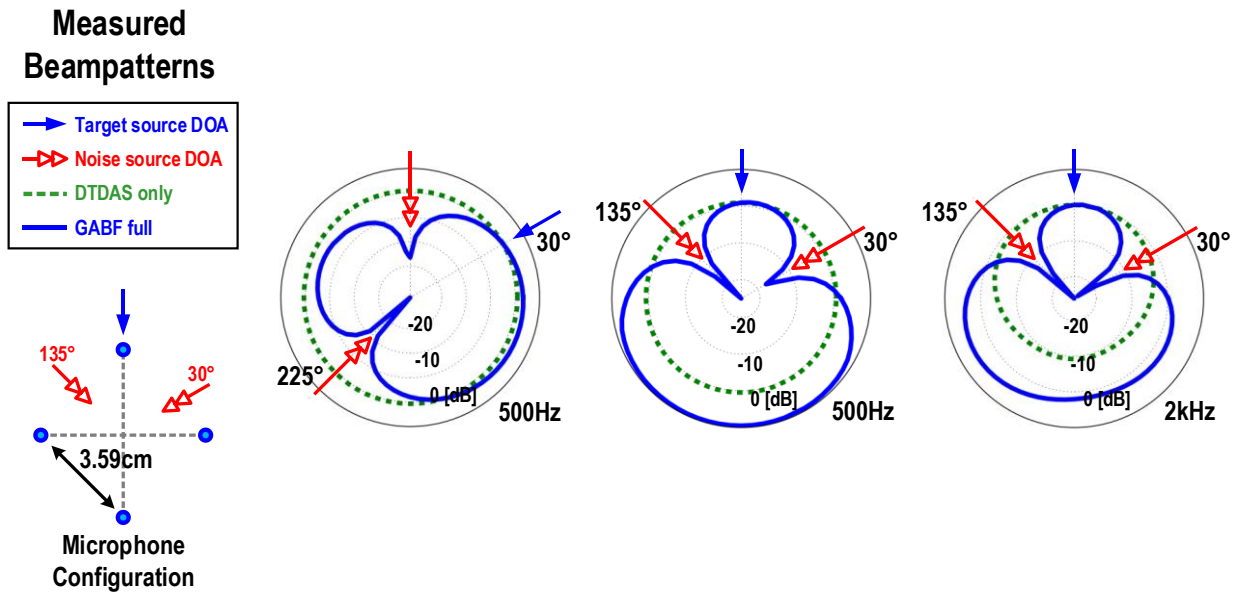 Measured
Beampatterns
Target source DOA
Noise source DOA
DTDAS only
GABF full
135°
30°
3.59cm
Microphone
Configuration
30°
225°
-20
-10
0 [dB]
500Hz
135°
30°
-20
-10
0 [dB]
500Hz
135°
30°
-20
-10
0 [dB]
2kHz